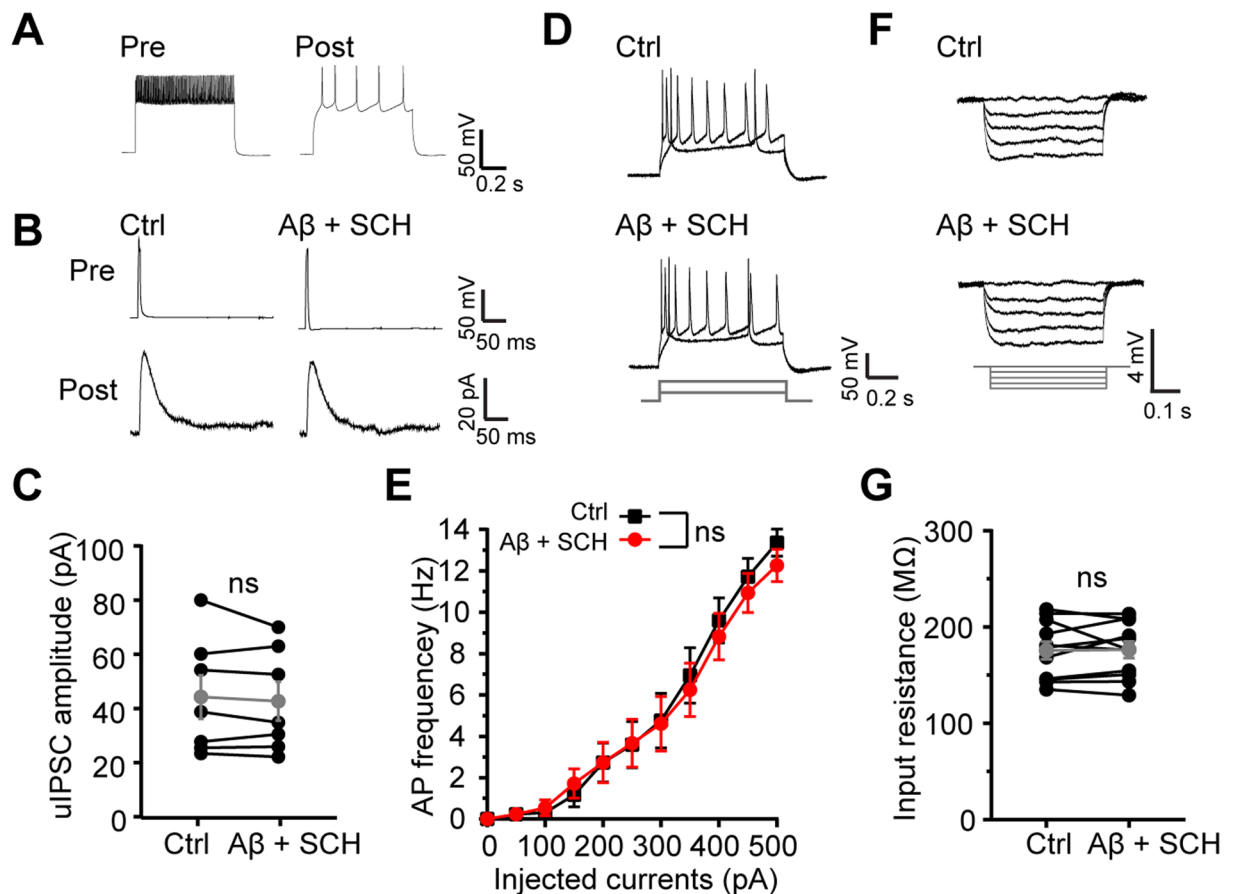 A
Pre
Post
50 mV
0.2 s
B
Ctrl
Aβ + SCH
Pre
50 mV
50 ms
Post
20 pA
50 ms
C
uIPSC amplitude (pA)
100
80
60
40
20
0
ns
Ctrl
Aβ + SCH
D
Ctrl
Aβ + SCH
50 mV
0.2 s
E
Ctrl
Aβ + SCH
ns
AP frequencey (Hz)
14
12
10
8
6
4
2
0
0 100 200 300 400 500
Injected currents (pA)
F
Ctrl
Aβ + SCH
4 mV
0.1 s
G
Input resistance (MΩ)
300
200
100
0
ns
Ctrl
Aβ + SCH